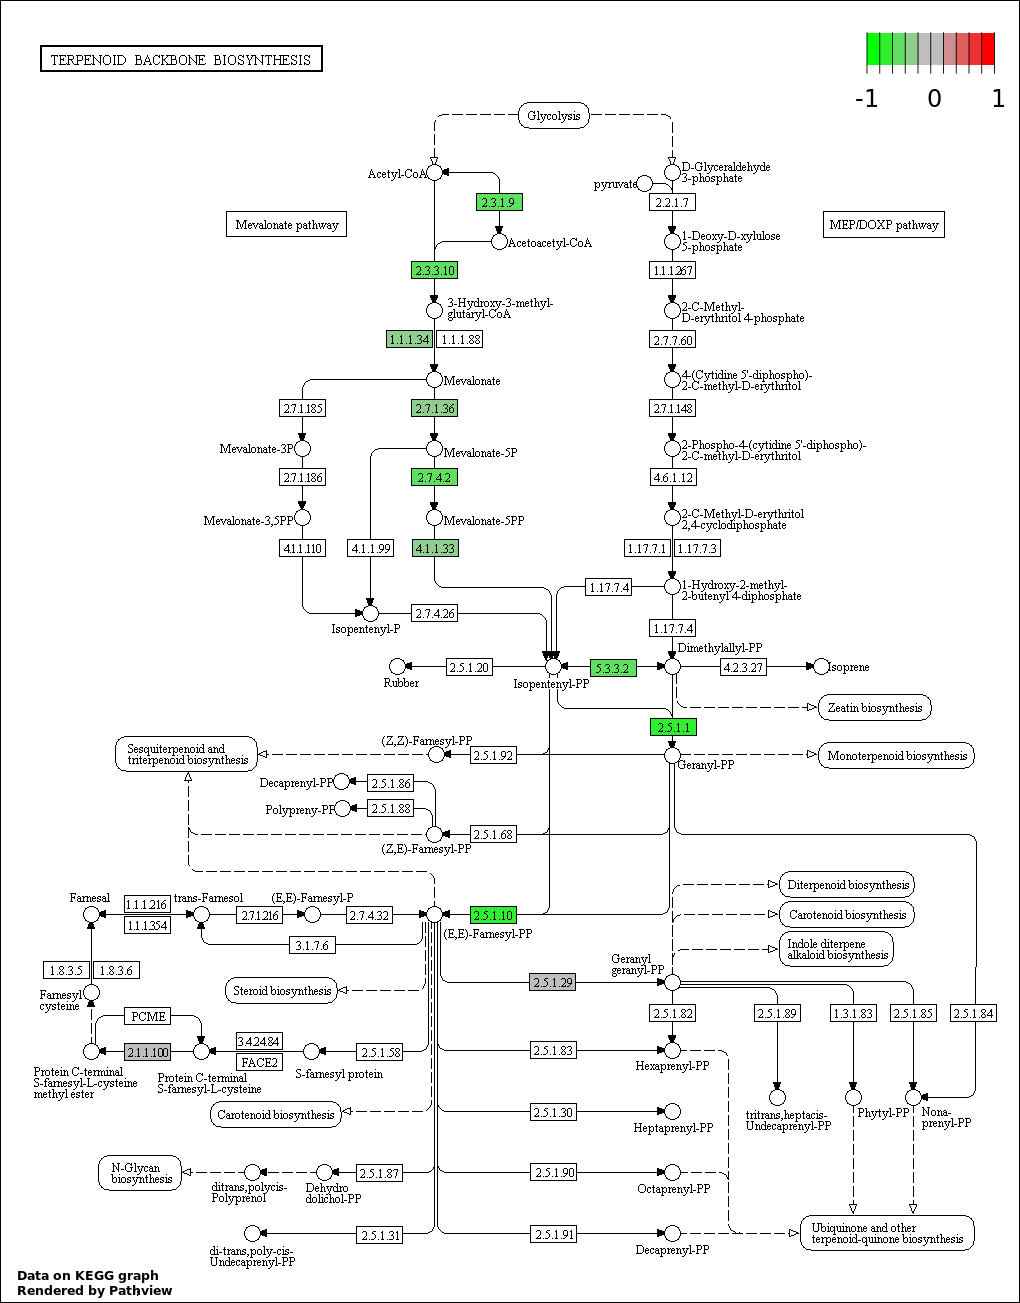 TERPENOID BACKBONE BIOSYNTHESIS
-1 0 1
Glycolysis
Acetyl-CoA
D-Glyceraldehyde
3-phosphate
pyruvate
2.3.1.9
2.2.1.7
Mevalonate pathway
MEP/DOXP pathway
Acetoacetyl-CoA
1-Deoxy-D-xylulose
5-phosphate
2.3.3.10
1.1.1.267
3-Hydroxy-3-methyl-
glutaryl-CoA
2-C-Methyl-
D-erythritol 4-phosphate
1.1.1.34
1.1.1.88
2.7.7.60
Mevalonate
4-(Cytidine 5'-diphospho)-
2-C-methyl-D-erythritol
2.7.1.185
2.7.1.36
2.7.1.148
Mevalonate-3P
Mevalonate-5P
2-Phospho-4-(cytidine 5'-diphospho)-
2-C-methyl-D-erythritol
2.7.1.186
2.7.4.2
4.6.1.12
Mevalonate-3,5PP
Mevalonate-5PP
2-C-Methyl-D-erythritol
2,4-cyclodiphosphate
4.1.1.110
4.1.1.99
4.1.1.33
1.17.7.1
1.17.7.3
1.17.7.4
1-Hydroxy-2-methyl-
2-butenyl 4-diphosphate
2.7.4.26
Isopentenyl-P
1.17.7.4
Dimethylallyl-PP
2.5.1.20
5.3.3.2
4.2.3.27
Isoprene
Rubber
Isopentenyl-PP
Zeatin biosynthesis
2.5.1.1
Sesquiterpenoid and
triterpenoid biosynthesis
(Z,Z)-Farnesyl-PP
2.5.1.92
Geranyl-PP
Monoterpenoid biosynthesis
Decaprenyl-PP
2.5.1.86
Polypreny-PP
2.5.1.88
2.5.1.68
(Z,E)-Farnesyl-PP
Diterpenoid biosynthesis
Farnesal
1.1.1.216
1.1.1.354
trans-Farnesol
2.7.1.216
(E,E)-Farnesyl-P
2.7.4.32
2.5.1.10
Carotenoid biosynthesis
(E,E)-Farnesyl-PP
3.1.7.6
Indole diterpene
alkaloid biosynthesis
Geranyl
geranyl-PP
1.8.3.5
1.8.3.6
2.5.1.29
Farnesyl
cysteine
Steroid biosynthesis
PCME
2.5.1.82
2.5.1.89
1.3.1.83
2.5.1.85
2.5.1.84
2.1.1.100
3.4.24.84
FACE2
2.5.1.58
2.5.1.83
Hexaprenyl-PP
Protein C-terminal
S-farnesyl-L-cysteine
methyl ester
Protein C-terminal
S-farnesyl-L-cysteine
S-farnesyl protein
Carotenoid biosynthesis
2.5.1.30
Heptaprenyl-PP
tritrans,heptacis-
Undecaprenyl-PP
Phytyl-PP
Nona-
prenyl-PP
N-Glycan
biosynthesis
ditrans,polycis-
Polyprenol
Dehydro
dolichol-PP
2.5.1.87
2.5.1.90
Octaprenyl-PP
2.5.1.31
2.5.1.91
Decaprenyl-PP
di-trans,poly-cis-
Undecaprenyl-PP
Ubiquinone and other
terpenoid-quinone biosynthesis
Data on KEGG graph
Rendered by Pathview